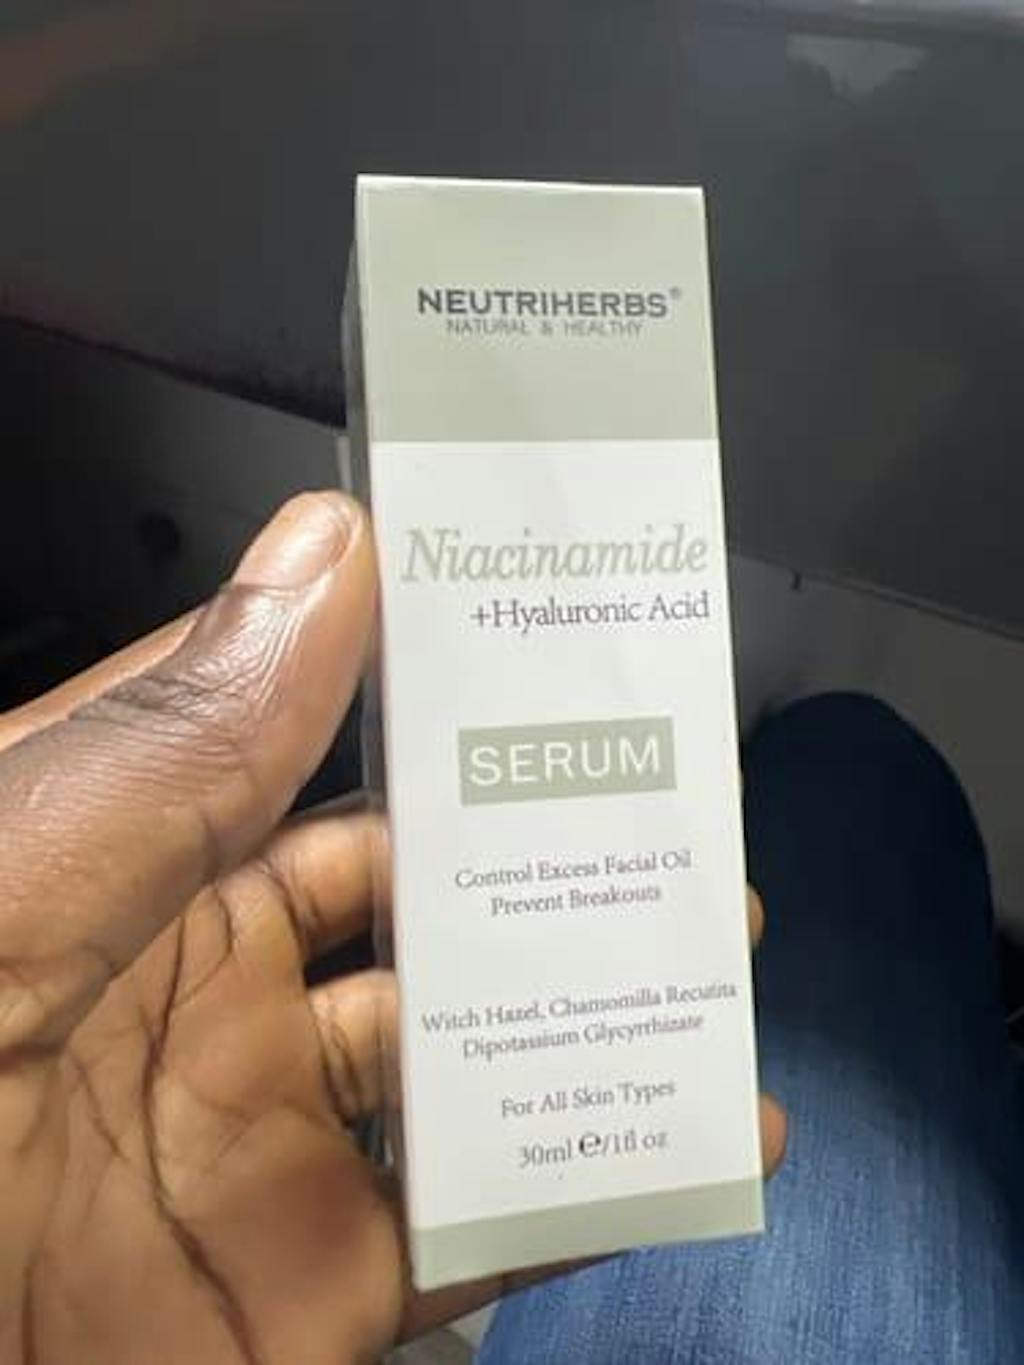 NEUTRIHERBS®
NATURAL & HEALTHY
Niacinamide
+Hyaluronic Acid
SERUM
Control Excess Facial Oil
Prevent Breakouts
Witch Hazel, Chamomilla Recutita
Dipotassium Glycyrrhizate
For All Skin Types
30ml ℮/1fl oz